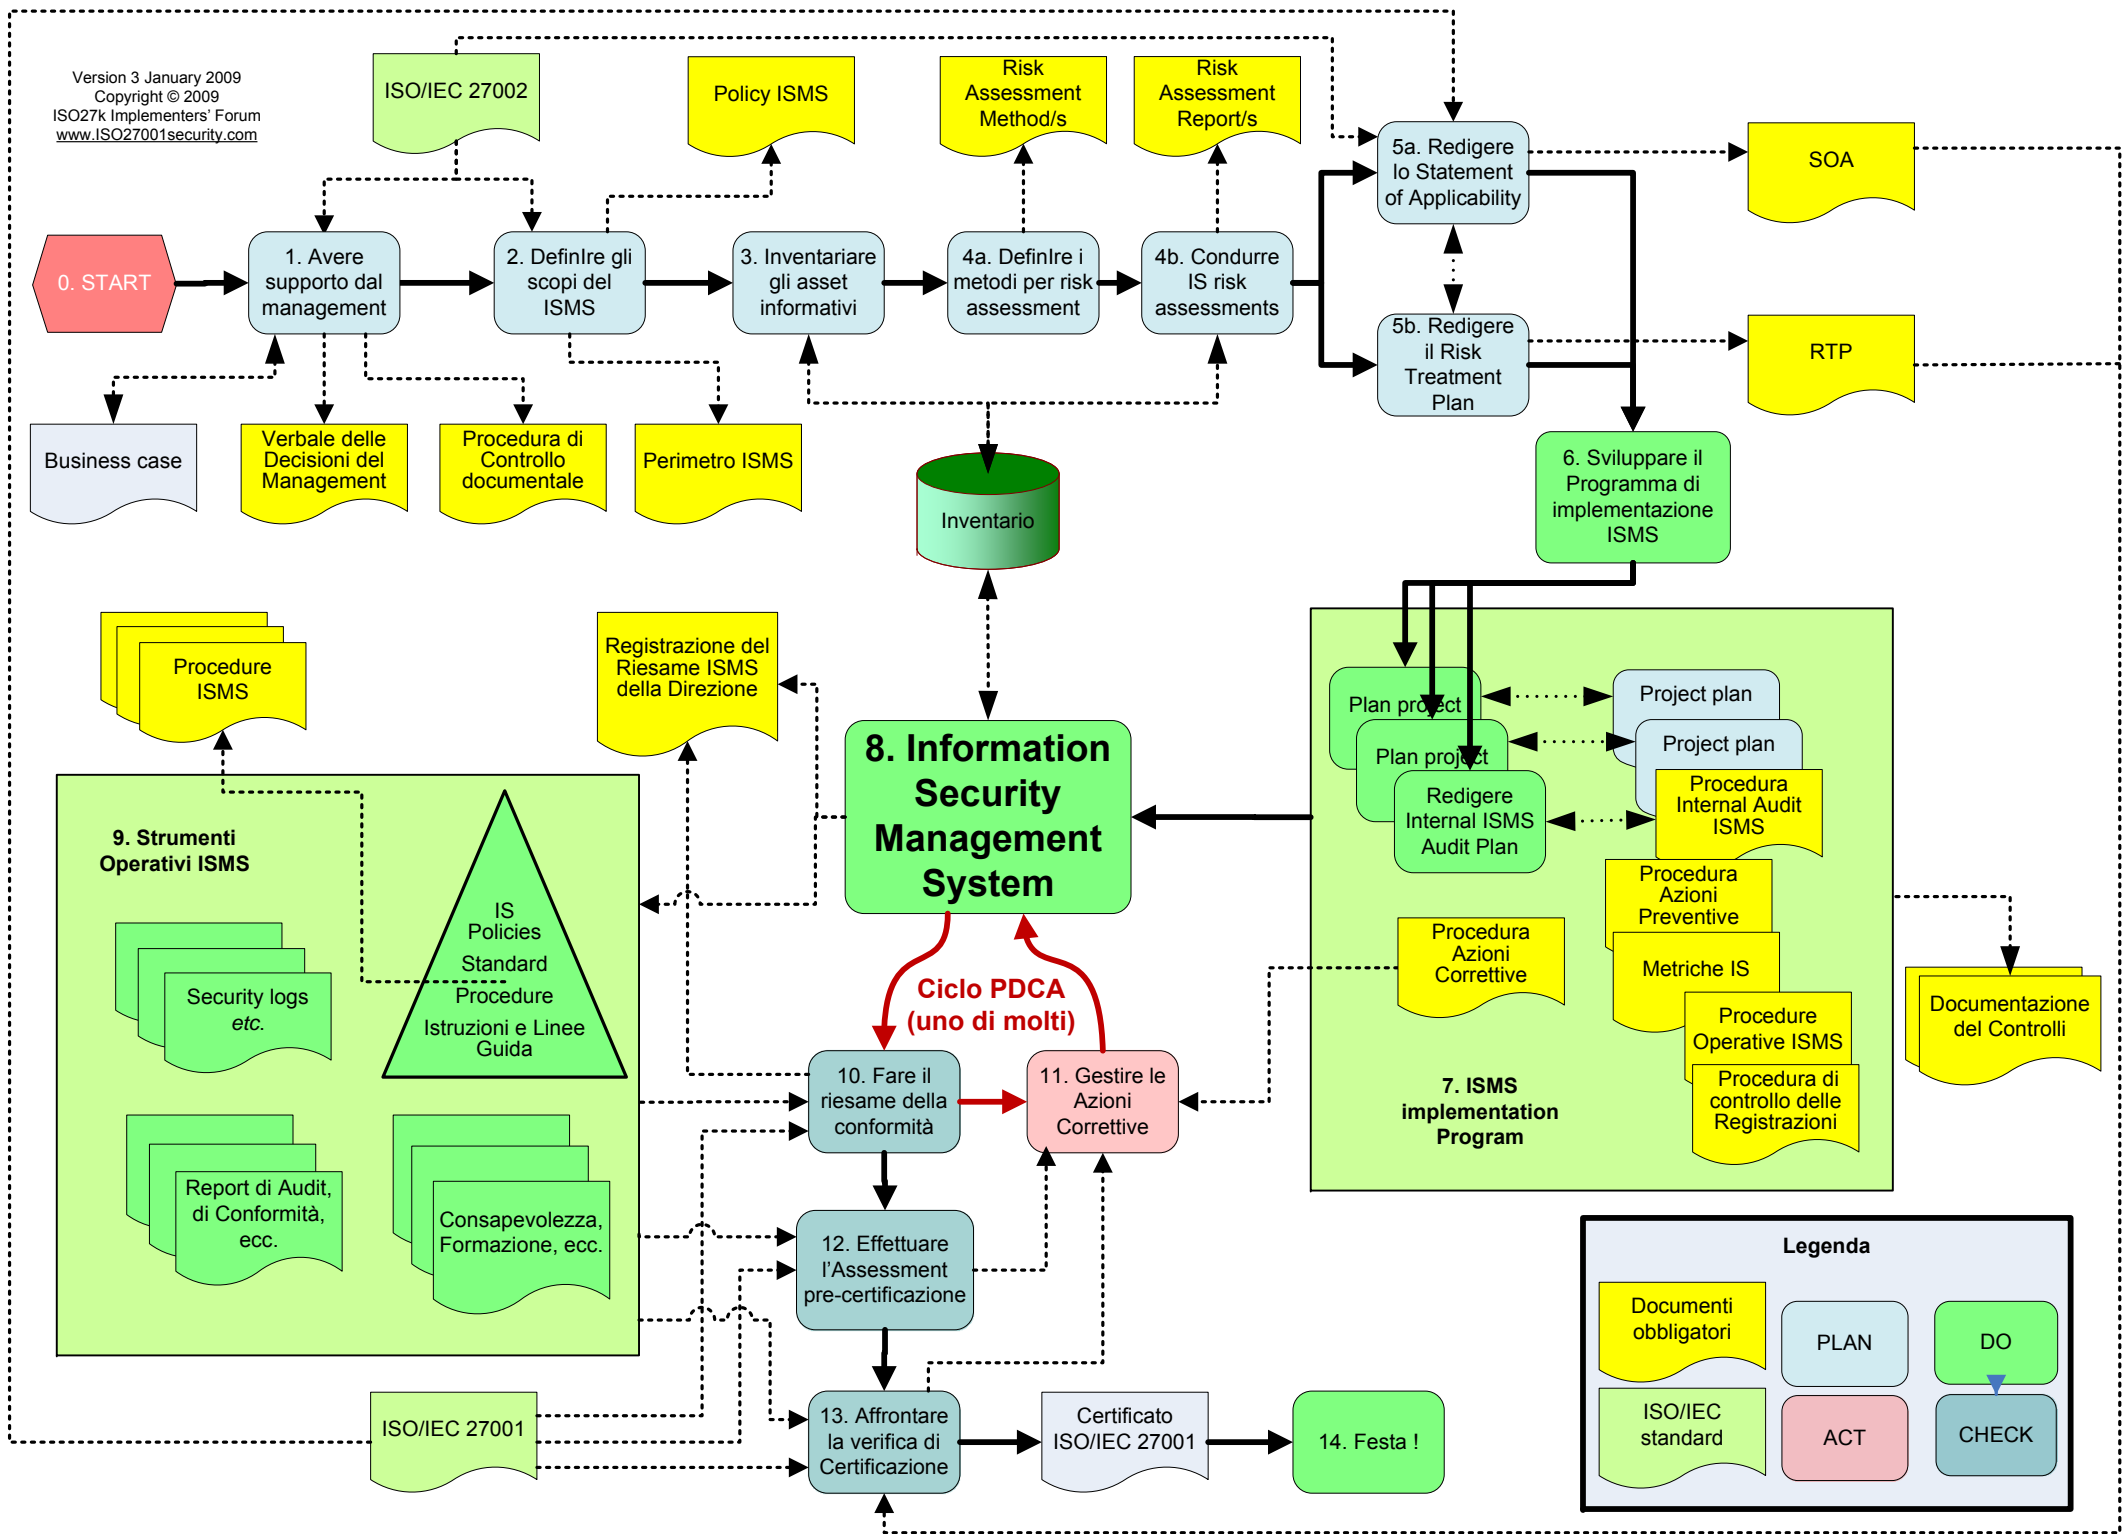 Version 3 January 2009
Copyright © 2009
ISO27k Implementers' Forum
www.ISO27001security.com
ISO/IEC 27002
Policy ISMS
Risk
Assessment
Method/s
Risk
Assessment
Report/s
5a. Redigere
lo Statement
of Applicability
SOA
0. START
1. Avere
supporto dal
management
2. DefinIre gli
scopi del
ISMS
3. Inventariare
gli asset
informativi
4a. DefinIre i
metodi per risk
assessment
4b. Condurre
IS risk
assessments
5b. Redigere
il Risk
Treatment
Plan
RTP
Business case
Verbale delle
Decisioni del
Management
Procedura di
Controllo
documentale
Perimetro ISMS
Inventario
6. Sviluppare il
Programma di
implementazione
ISMS
Procedure
ISMS
Registrazione del
Riesame ISMS
della Direzione
8. Information
Security
Management
System
Plan project
Plan project
Redigere
Internal ISMS
Audit Plan
Project plan
Project plan
Procedura
Internal Audit
ISMS
Procedura
Azioni
Preventive
Metriche IS
Procedure
Operative ISMS
Procedura di
controllo delle
Registrazioni
Procedura
Azioni
Correttive
7. ISMS
implementation
Program
Documentazione
del Controlli
9. Strumenti
Operativi ISMS
IS
Policies
Standard
Procedure
Istruzioni e Linee
Guida
Security logs
etc.
Report di Audit,
di Conformità,
ecc.
Consapevolezza,
Formazione, ecc.
Ciclo PDCA
(uno di molti)
10. Fare il
riesame della
conformità
11. Gestire le
Azioni
Correttive
12. Effettuare
l'Assessment
pre-certificazione
13. Affrontare
la verifica di
Certificazione
ISO/IEC 27001
Certificato
ISO/IEC 27001
14. Festa !
Legenda
Documenti
obbligatori
PLAN
DO
ISO/IEC
standard
ACT
CHECK